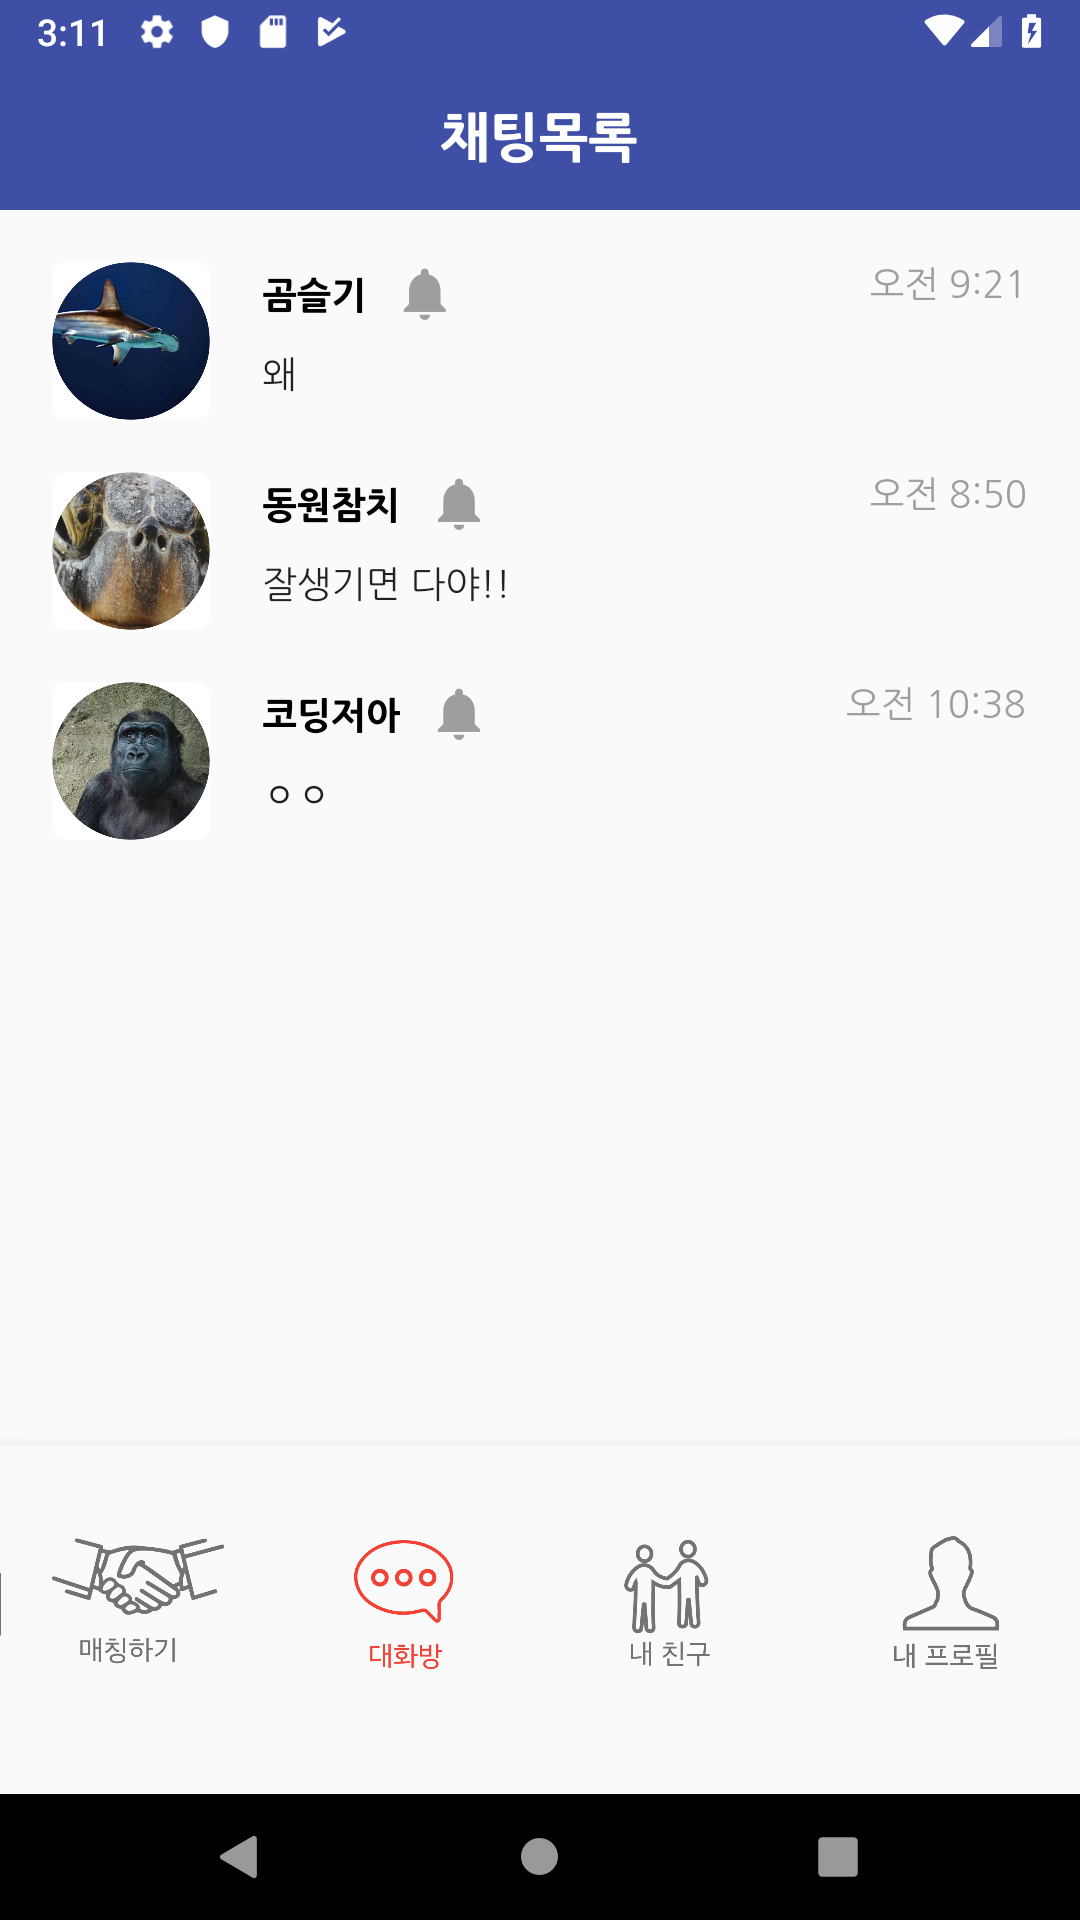 3:11
채팅목록
곰슬기
오전 9:21
왜
동원참치
오전 8:50
잘생기면 다야!!
코딩저아
오전 10:38
ㅇㅇ
매칭하기
대화방
내 친구
내 프로필